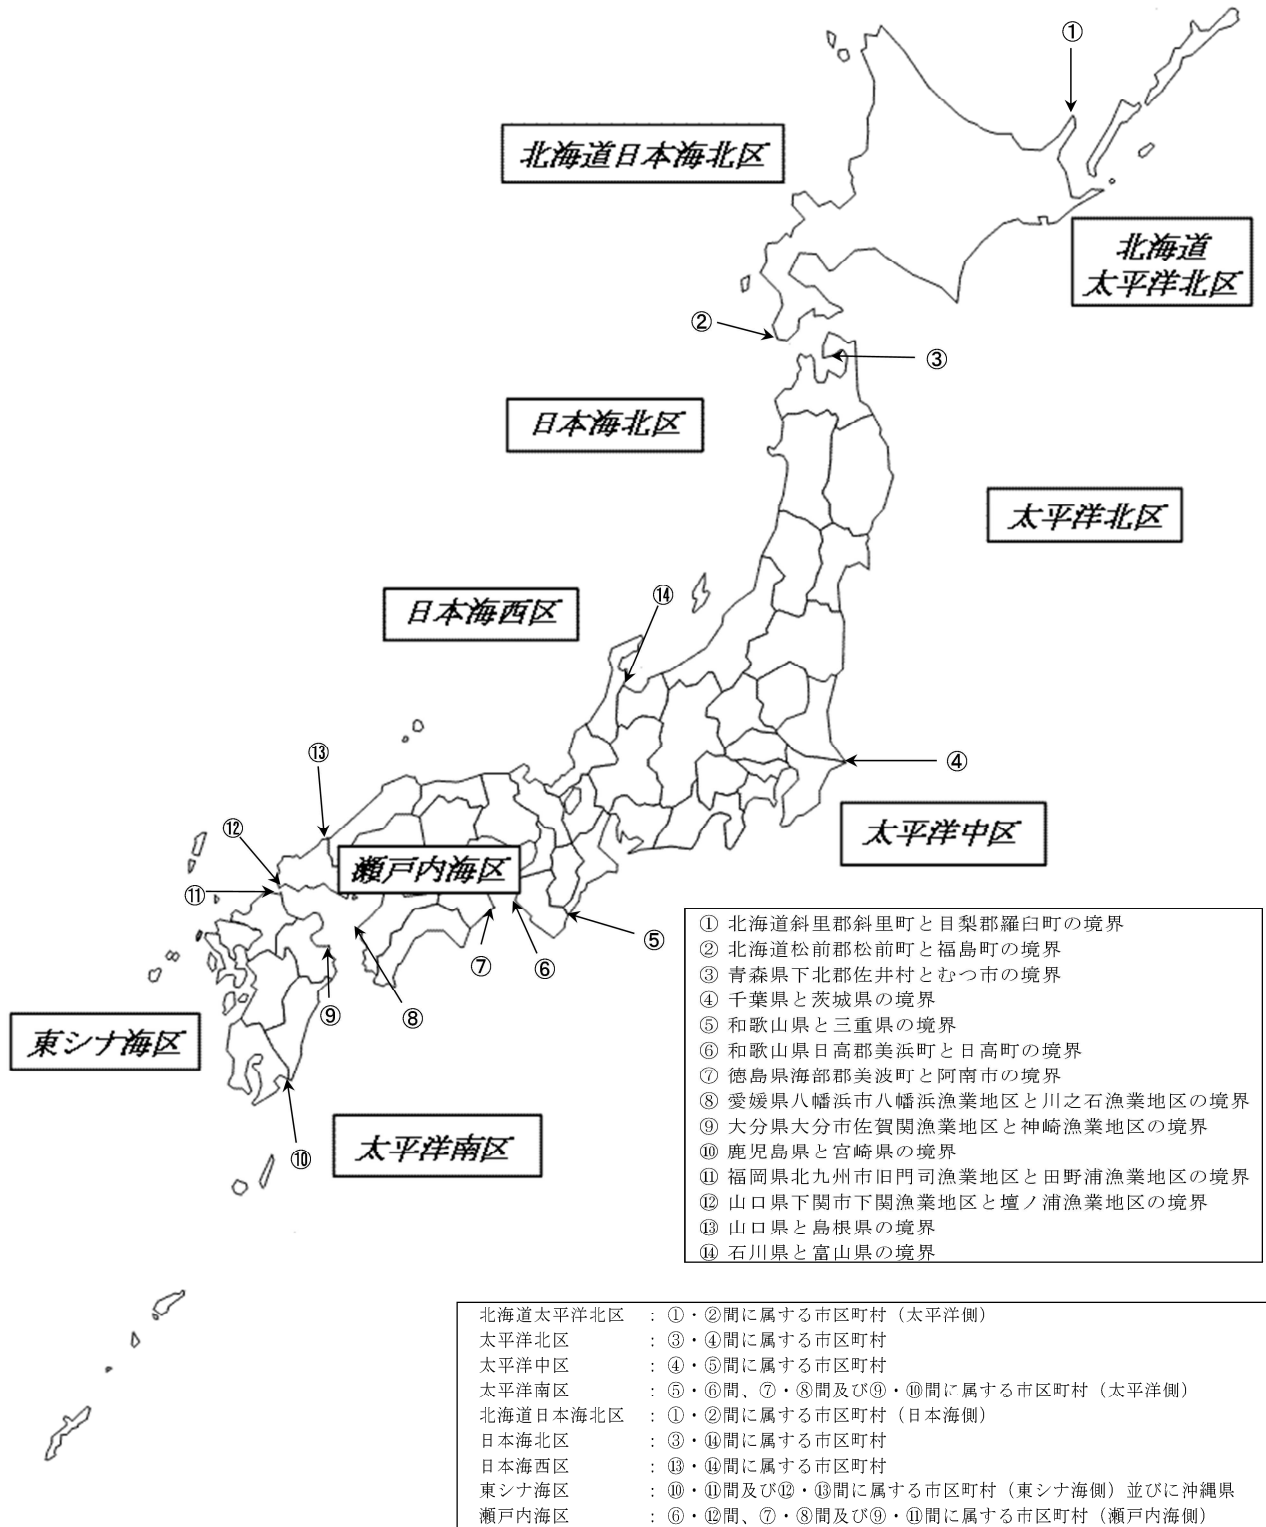 ①
北海道日本海北区
北海道
太平洋北区
②
③
日本海北区
太平洋北区
日本海西区
⑭
⑬
④
太平洋中区
⑫
瀬戸内海区
⑪
⑤
⑦
⑥
⑨
⑧
東シナ海区
太平洋南区
⑩
① 北海道斜里郡斜里町と目梨郡羅臼町の境界
② 北海道松前郡松前町と福島町の境界
③ 青森県下北郡佐井村とむつ市の境界
④ 千葉県と茨城県の境界
⑤ 和歌山県と三重県の境界
⑥ 和歌山県日高郡美浜町と日高町の境界
⑦ 徳島県海部郡美波町と阿南市の境界
⑧ 愛媛県八幡浜市八幡浜漁業地区と川之石漁業地区の境界
⑨ 大分県大分市佐賀関漁業地区と神崎漁業地区の境界
⑩ 鹿児島県と宮崎県の境界
⑪ 福岡県北九州市旧門司漁業地区と田野浦漁業地区の境界
⑫ 山口県下関市下関漁業地区と壇ノ浦漁業地区の境界
⑬ 山口県と島根県の境界
⑭ 石川県と富山県の境界
北海道太平洋北区 : ①・②間に属する市区町村（太平洋側）
太平洋北区 : ③・④間に属する市区町村
太平洋中区 : ④・⑤間に属する市区町村
太平洋南区 : ⑤・⑥間、⑦・⑧間及び⑨・⑩間に属する市区町村（太平洋側）
北海道日本海北区 : ①・②間に属する市区町村（日本海側）
日本海北区 : ③・⑭間に属する市区町村
日本海西区 : ⑬・⑭間に属する市区町村
東シナ海区 : ⑩・⑪間及び⑫・⑬間に属する市区町村（東シナ海側）並びに沖縄県
瀬戸内海区 : ⑥・⑫間、⑦・⑧間及び⑨・⑪間に属する市区町村（瀬戸内海側）